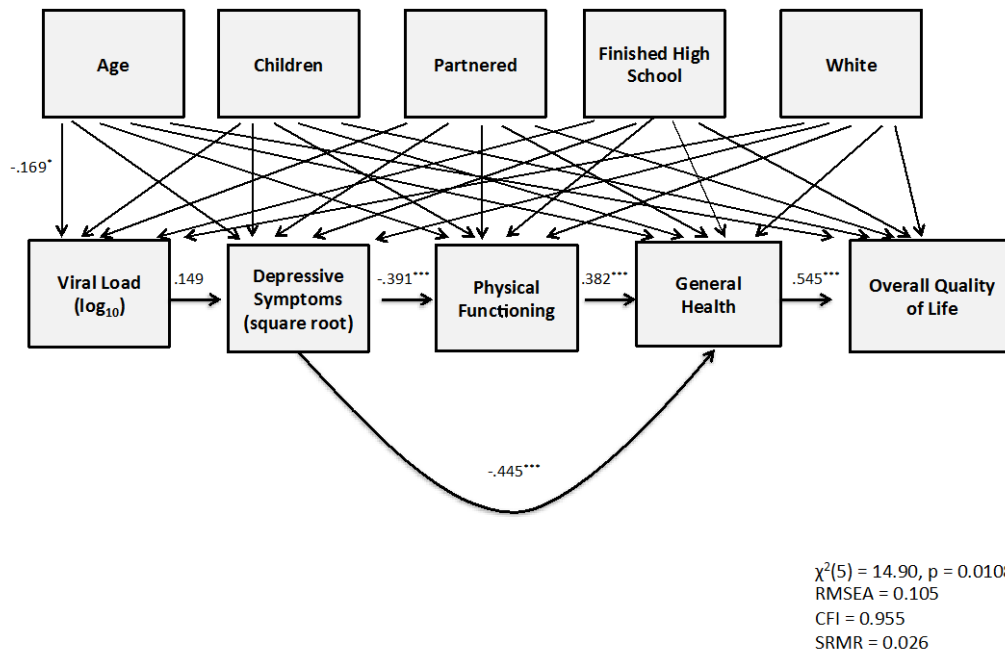 Age
Children
Partnered
Finished High
School
White
-.169*
Viral Load
(log₁₀)
.149
Depressive
Symptoms
(square root)
-.391***
Physical
Functioning
.382***
General
Health
.545***
Overall Quality
of Life
-.445***
χ²(5) = 14.90, p = 0.0108
RMSEA = 0.105
CFI = 0.955
SRMR = 0.026